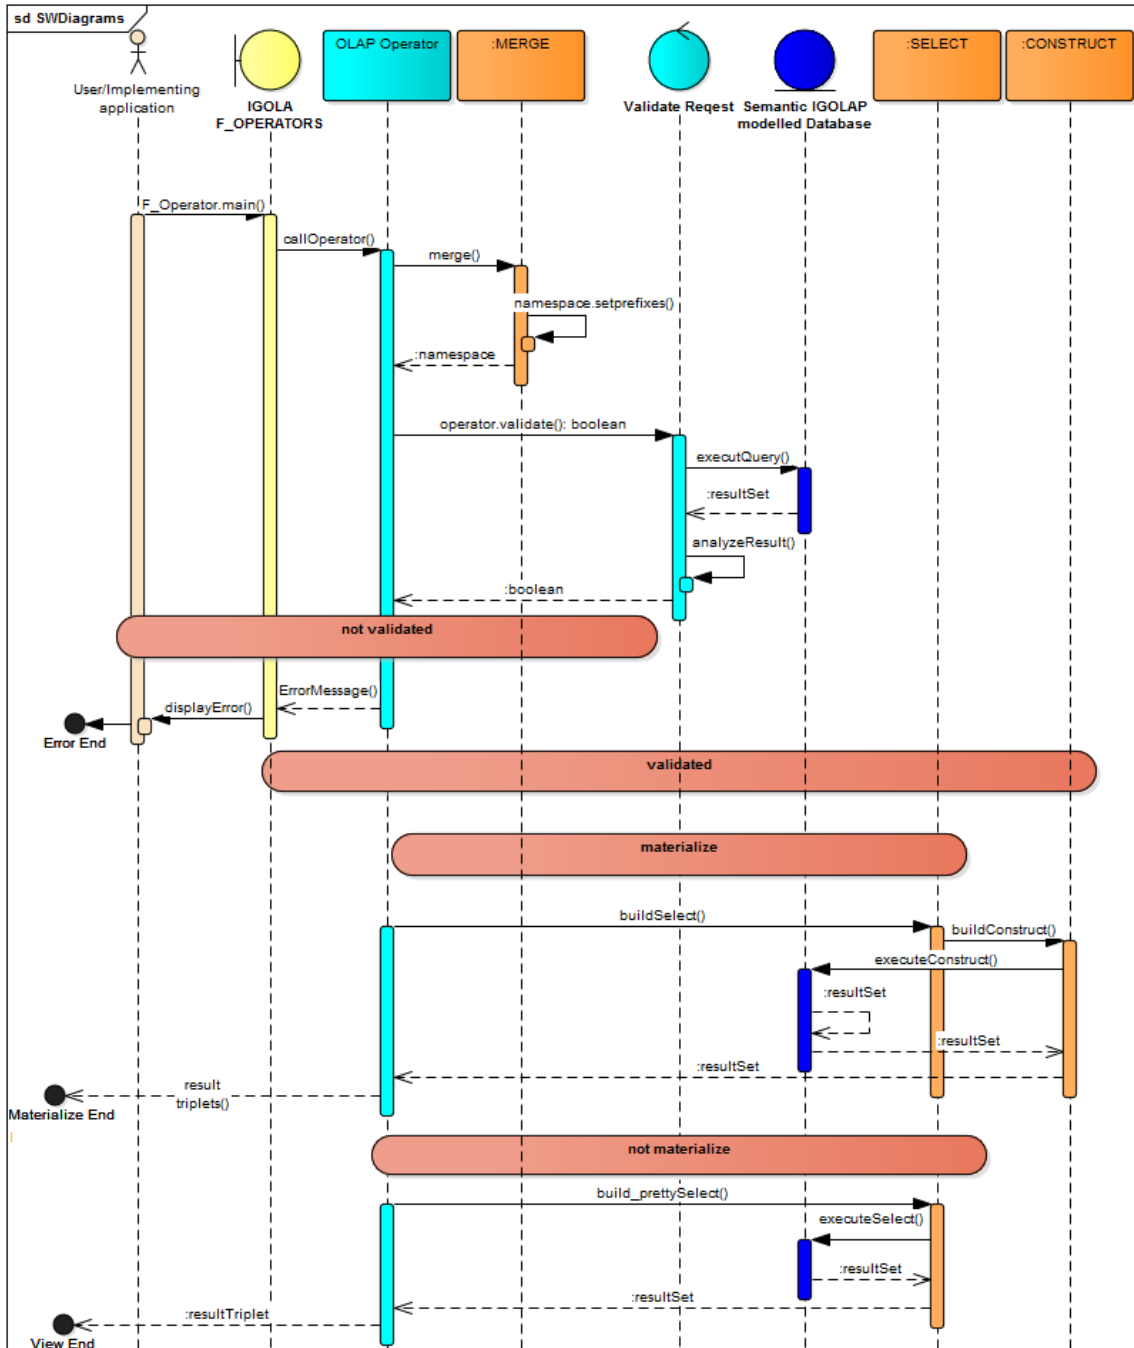 sd SWDiagrams
User/Implementing
application
IGOLA
F_OPERATORS
OLAP Operator
:MERGE
Validate Reqest
Semantic IGOLAP
modelled Database
:SELECT
:CONSTRUCT
F_Operator.main()
callOperator()
merge()
namespace.setprefixes()
:namespace
operator.validate(): boolean
executQuery()
:resultSet
analyzeResult()
:boolean
not validated
ErrorMessage()
displayError()
Error End
validated
materialize
buildSelect()
buildConstruct()
executeConstruct()
:resultSet
:resultSet
:resultSet
result
triplets()
Materialize End
not materialize
build_prettySelect()
executeSelect()
:resultSet
:resultSet
:resultTriplet
View End